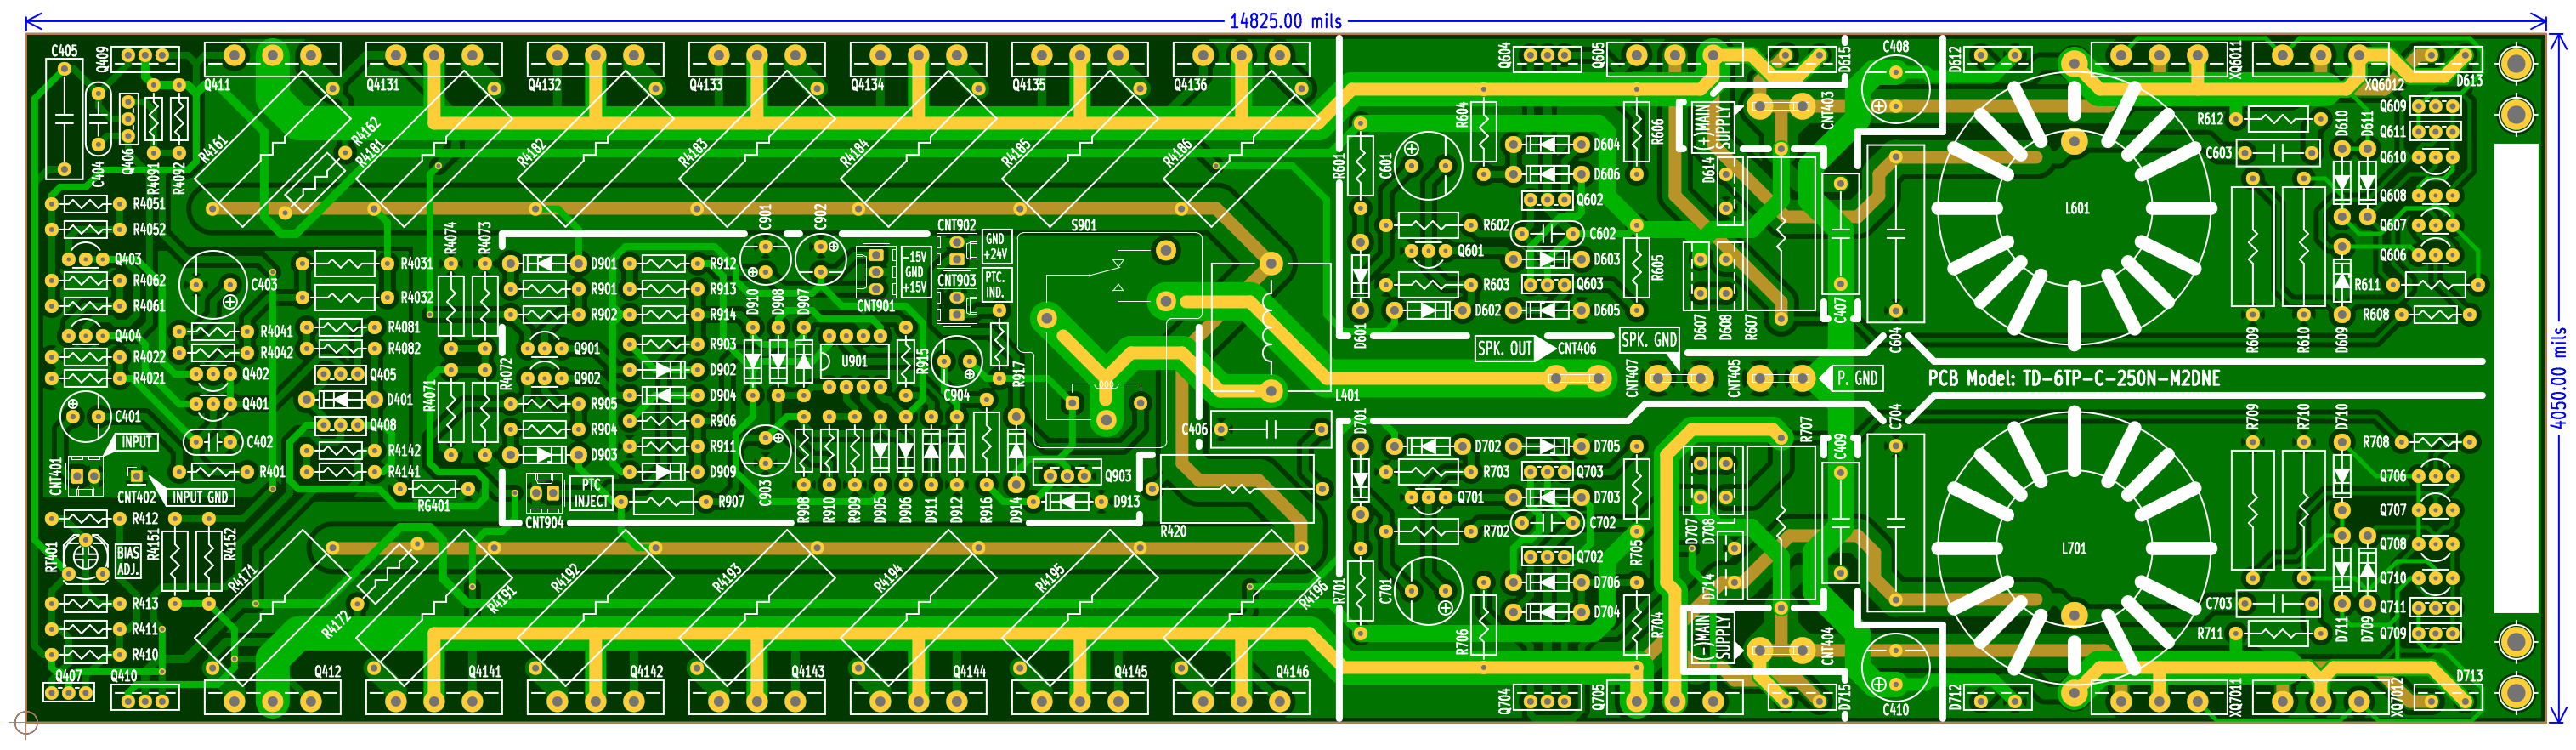 14825.00 mils
C405
Q409
Q411
Q4131
Q4132
Q4133
Q4134
Q4135
Q4136
Q604
Q605
D615
C408
D612
XQ6011
XQ6012
D613
C404
Q406
R4091
R4092
R4161
R4162
R4181
R4182
R4183
R4184
R4185
R4186
R601
C601
R604
D604
D606
Q602
R606
(+)MAIN
SUPPLY
D614
CNT403
R612
C603
D610
D611
Q609
Q611
Q610
Q608
Q607
Q606
R4051
R4052
Q403
R4062
R4061
Q404
R4022
R4021
C401
C403
R4031
R4032
R4041
R4042
R4081
R4082
Q402
Q405
Q401
D401
Q408
C402
R4142
R4141
R401
R4074
R4073
R4071
R4072
D901
R901
R902
Q901
Q902
R905
R904
D903
R912
R913
R914
R903
D902
D904
R906
R911
D909
C901
C902
D910
D908
D907
U901
R915
-15V
GND
+15V
CNT901
CNT902
GND
+24V
CNT903
PTC.
IND.
S901
C904
R917
L401
C406
R602
Q601
R603
D602
D601
C602
D603
Q603
D605
R605
D607
D608
R607
C407
C604
L601
R609
R610
D609
R611
R608
SPK. OUT
CNT406
SPK. GND
CNT407
CNT405
P. GND
PCB Model: TD-6TP-C-250N-M2DNE
4050.00 mils
INPUT
CNT401
CNT402
INPUT GND
RG401
CNT904
PTC
INJECT
R907
C903
R908
R910
R909
D905
D906
D911
D912
R916
D914
Q903
D913
R420
D701
D702
R703
Q701
R702
D705
Q703
D703
C702
Q702
R705
D707
D708
R707
C409
C704
L701
R709
R710
D710
R708
Q706
Q707
Q708
Q710
Q711
Q709
R412
RT401
BIAS
ADJ.
R4151
R4152
R413
R411
R410
Q407
Q410
R4171
R4172
R4191
R4192
R4193
R4194
R4195
R4196
R701
C701
R706
D706
D704
R704
D714
(-)MAIN
SUPPLY
CNT404
C703
R711
D711
D709
Q412
Q4141
Q4142
Q4143
Q4144
Q4145
Q4146
Q704
Q705
D715
C410
D712
XQ7011
XQ7012
D713